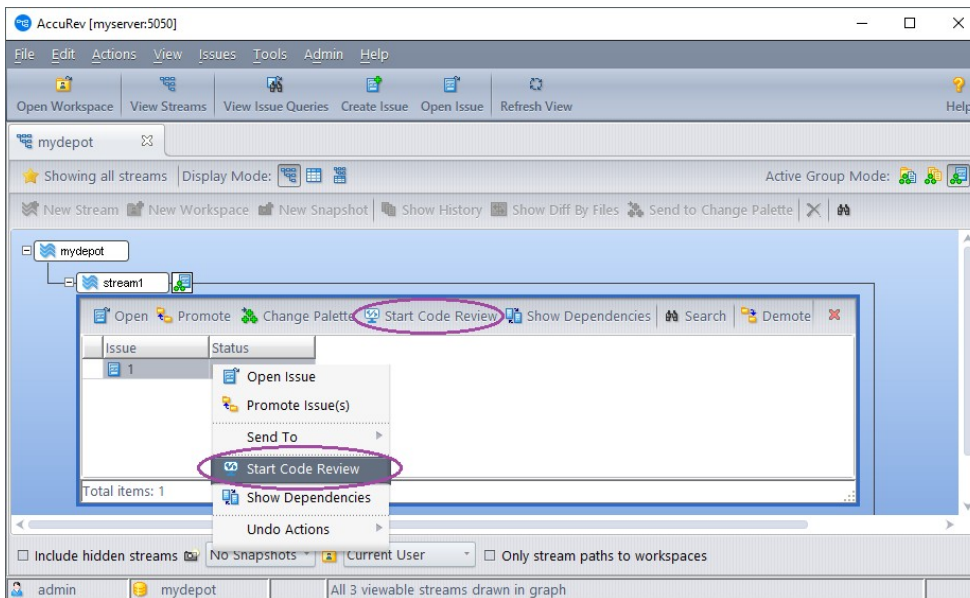 AccuRev [myserver:5050]
File Edit Actions View Issues Tools Admin Help
Open Workspace View Streams View Issue Queries Create Issue Open Issue Refresh View Help
mydepot
Showing all streams Display Mode: Active Group Mode:
New Stream New Workspace New Snapshot Show History Show Diff By Files Send to Change Palette
mydepot
stream1
Open Promote Change Palette Start Code Review Show Dependencies Search Demote
Issue Status
1
Open Issue
Promote Issue(s)
Send To
Start Code Review
Show Dependencies
Undo Actions
Total items: 1
Include hidden streams No Snapshots Current User Only stream paths to workspaces
admin mydepot All 3 viewable streams drawn in graph